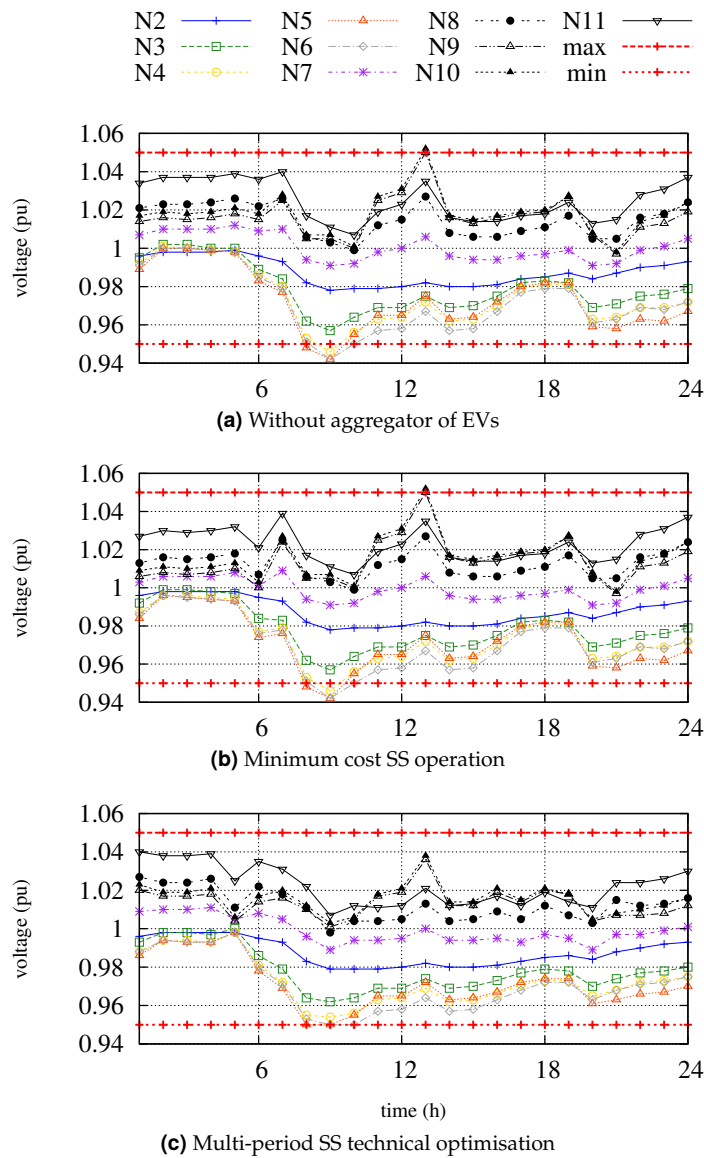 N2 N5 N8 N11
N3 N6 N9 max
N4 N7 N10 min
1.06
1.04
1.02
1
0.98
0.96
0.94
voltage (pu)
6 12 18 24
(a) Without aggregator of EVs
1.06
1.04
1.02
1
0.98
0.96
0.94
voltage (pu)
6 12 18 24
(b) Minimum cost SS operation
1.06
1.04
1.02
1
0.98
0.96
0.94
voltage (pu)
6 12 18 24
time (h)
(c) Multi-period SS technical optimisation